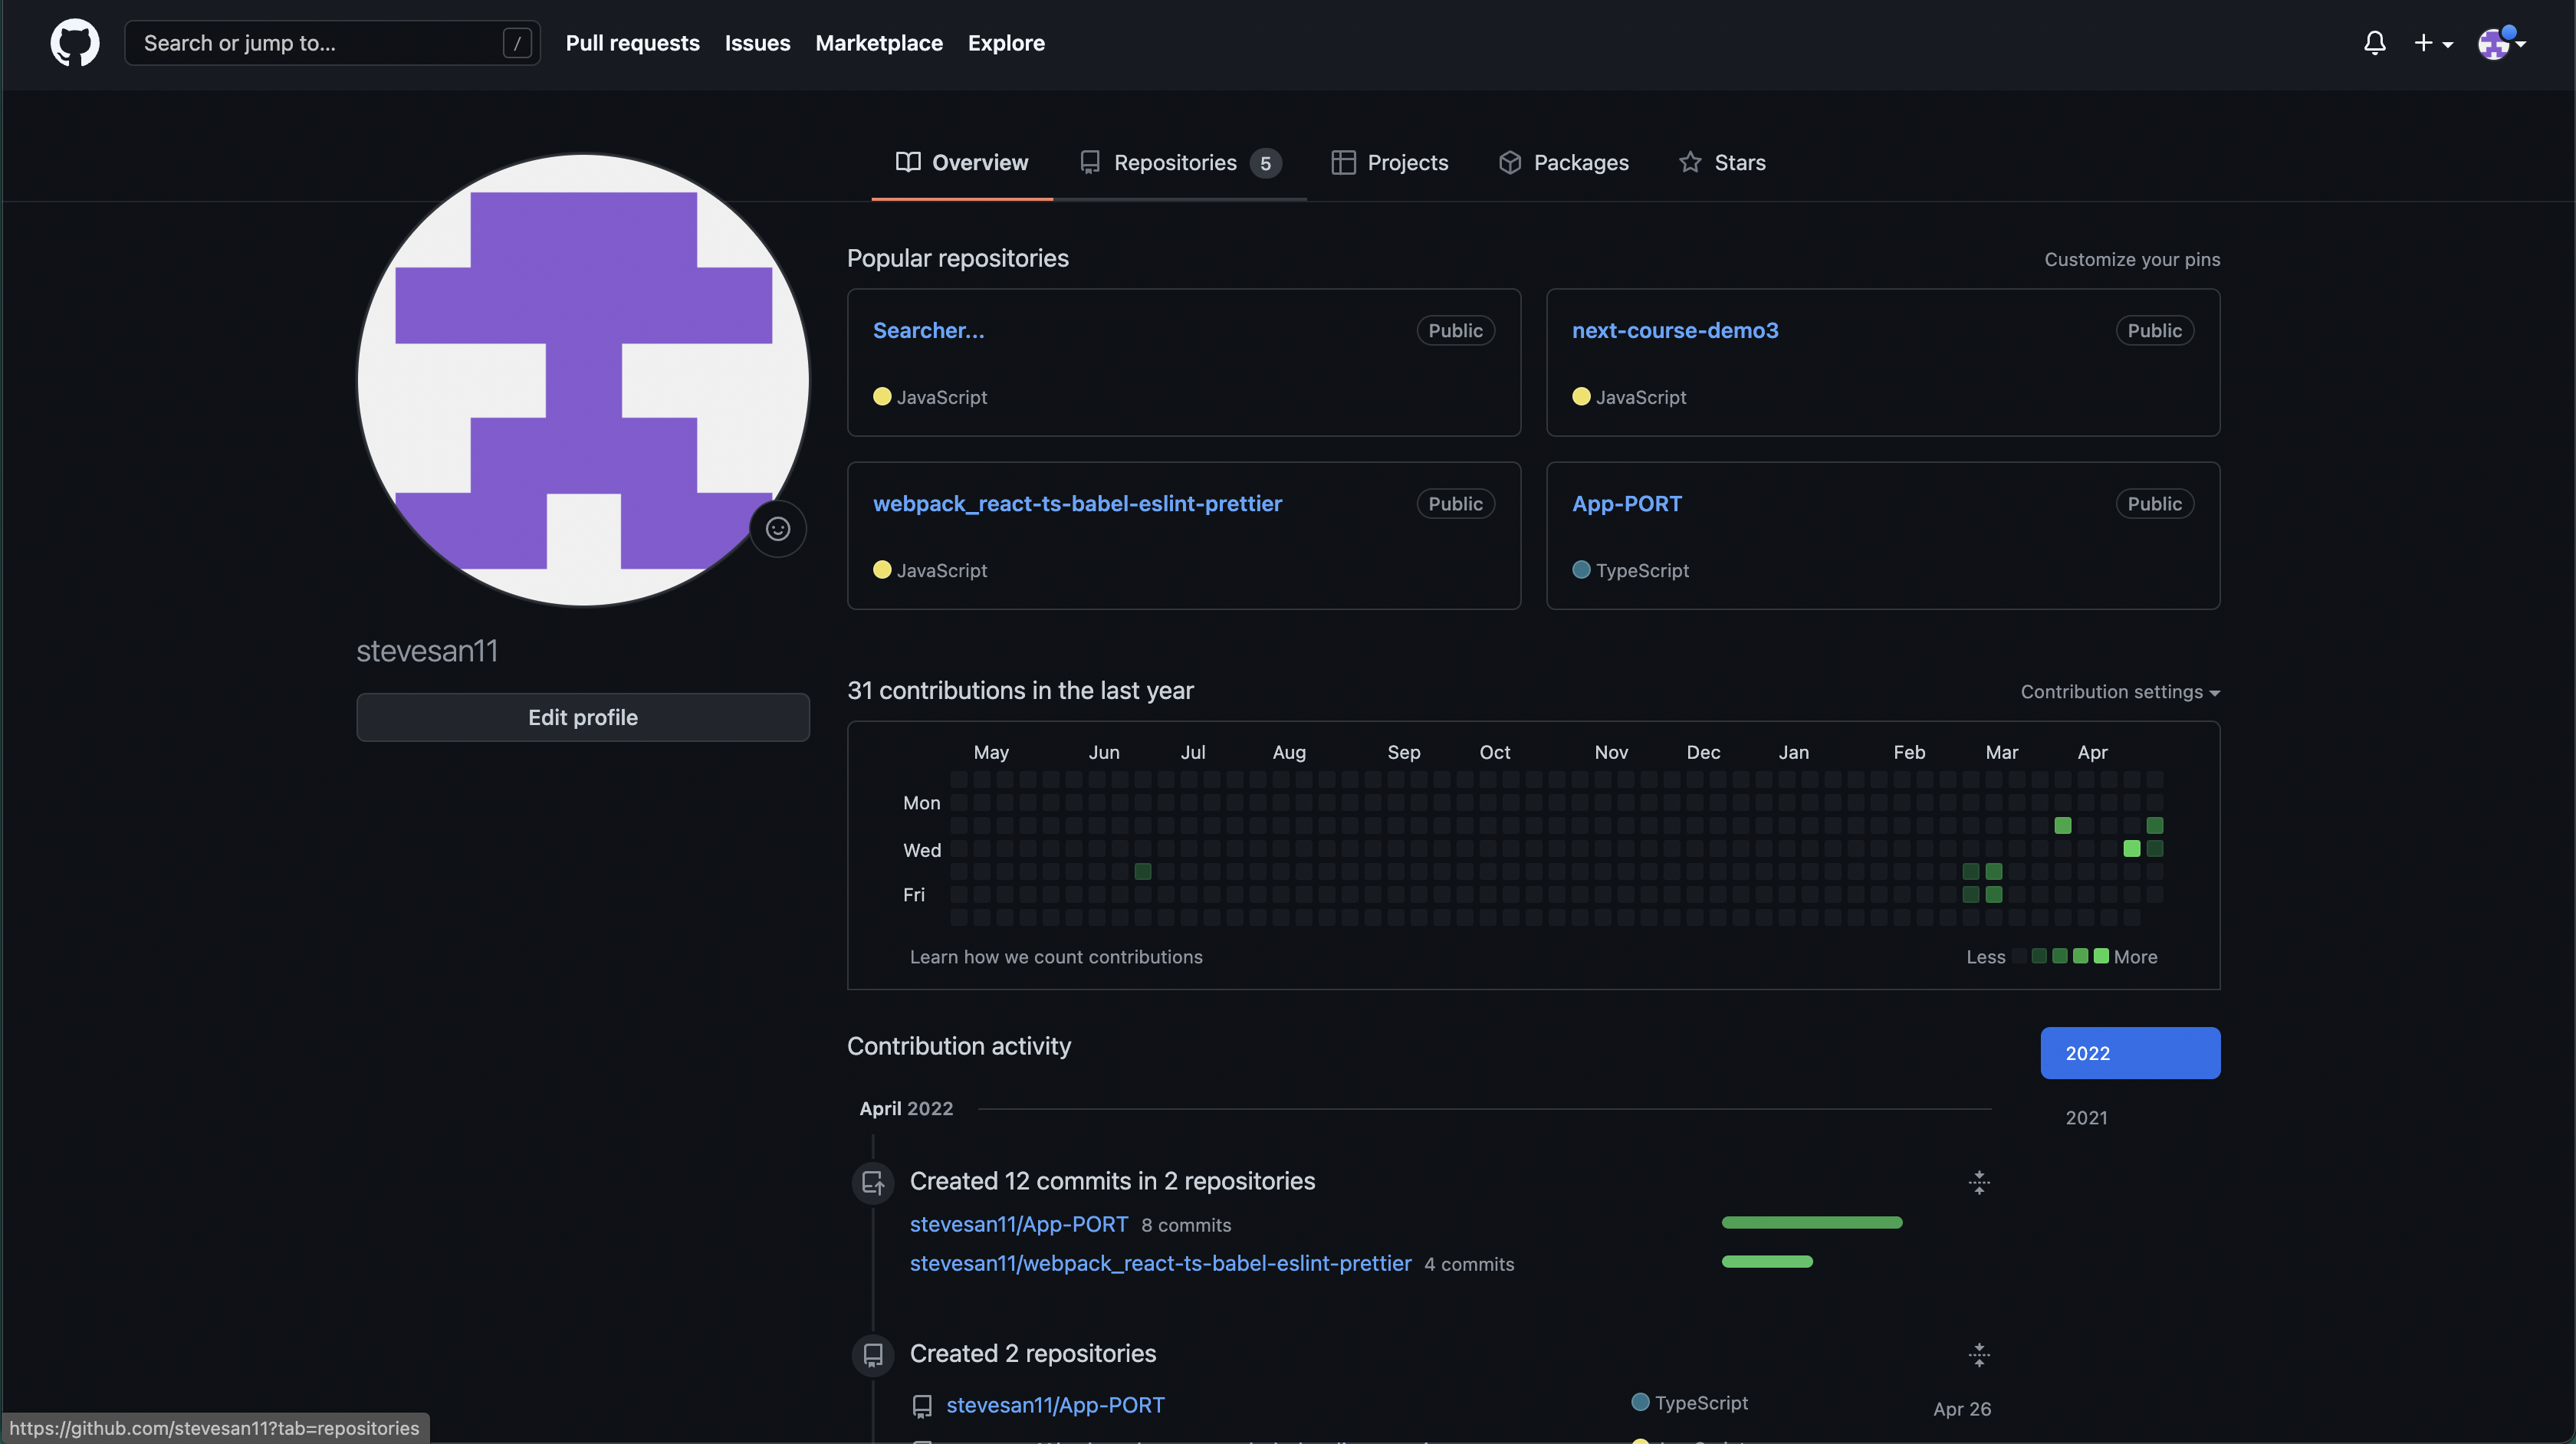 Search or jump to... /
Pull requests Issues Marketplace Explore
Overview Repositories 5 Projects Packages Stars
Popular repositories Customize your pins
Searcher... Public
JavaScript
next-course-demo3 Public
JavaScript
webpack_react-ts-babel-eslint-prettier Public
JavaScript
App-PORT Public
TypeScript
stevesan11
Edit profile
31 contributions in the last year Contribution settings
May Jun Jul Aug Sep Oct Nov Dec Jan Feb Mar Apr
Mon
Wed
Fri
Learn how we count contributions Less More
Contribution activity
2022
2021
April 2022
Created 12 commits in 2 repositories
stevesan11/App-PORT 8 commits
stevesan11/webpack_react-ts-babel-eslint-prettier 4 commits
Created 2 repositories
stevesan11/App-PORT TypeScript Apr 26
https://github.com/stevesan11?tab=repositories